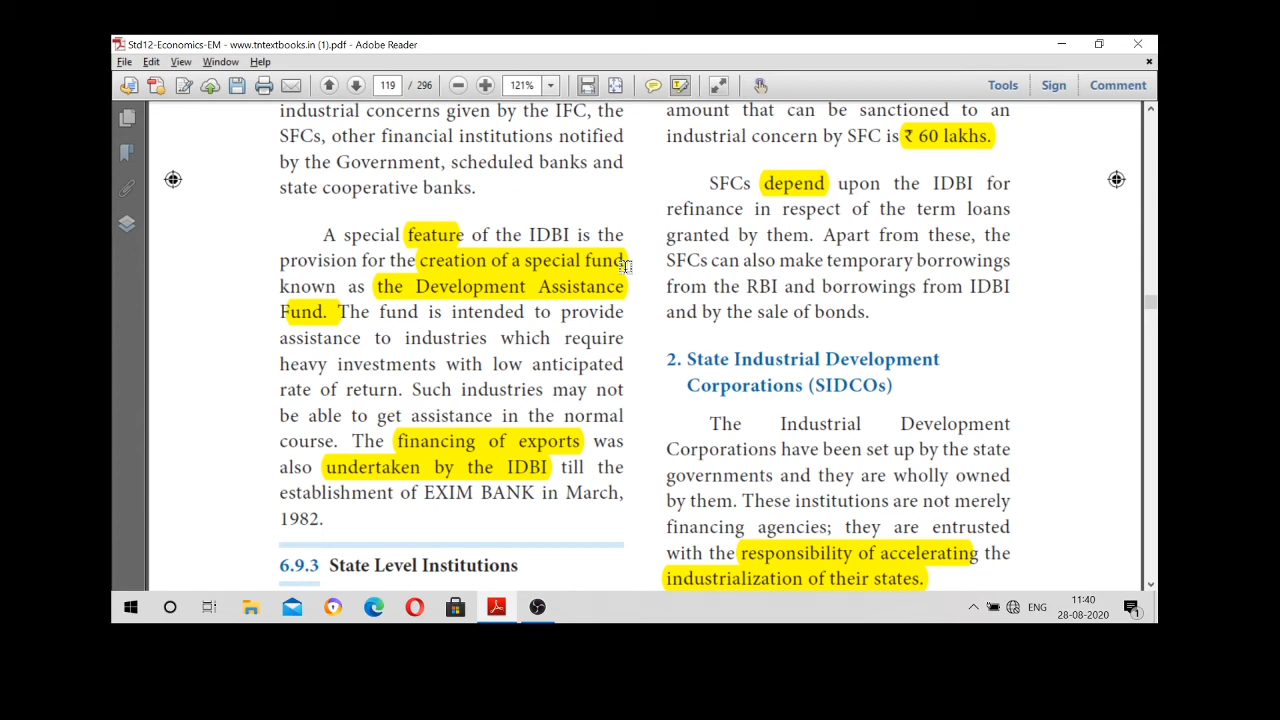 Std12-Economics-EM - www.tntextbooks.in (1).pdf - Adobe Reader
File Edit View Window Help
119 / 296 121% Tools Sign Comment
industrial concerns given by the IFC, the
SFCs, other financial institutions notified
by the Government, scheduled banks and
state cooperative banks.
A special feature of the IDBI is the
provision for the creation of a special fund
known as the Development Assistance
Fund. The fund is intended to provide
assistance to industries which require
heavy investments with low anticipated
rate of return. Such industries may not
be able to get assistance in the normal
course. The financing of exports was
also undertaken by the IDBI till the
establishment of EXIM BANK in March,
1982.
6.9.3 State Level Institutions
amount that can be sanctioned to an
industrial concern by SFC is ₹ 60 lakhs.
SFCs depend upon the IDBI for
refinance in respect of the term loans
granted by them. Apart from these, the
SFCs can also make temporary borrowings
from the RBI and borrowings from IDBI
and by the sale of bonds.
2. State Industrial Development
Corporations (SIDCOs)
The Industrial Development
Corporations have been set up by the state
governments and they are wholly owned
by them. These institutions are not merely
financing agencies; they are entrusted
with the responsibility of accelerating the
industrialization of their states.
ENG
11:40
28-08-2020
1